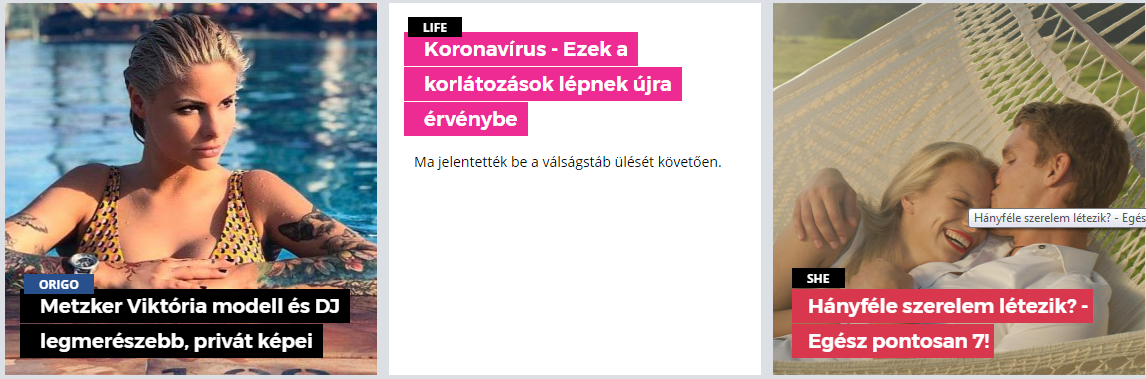 ORIGO
Metzker Viktória modell és DJ
legmerészebb, privát képei
LIFE
Koronavírus - Ezek a
korlátozások lépnek újra
érvénybe
Ma jelentették be a válságstáb ülését követően.
Hányféle szerelem létezik? - Egés
SHE
Hányféle szerelem létezik? -
Egész pontosan 7!